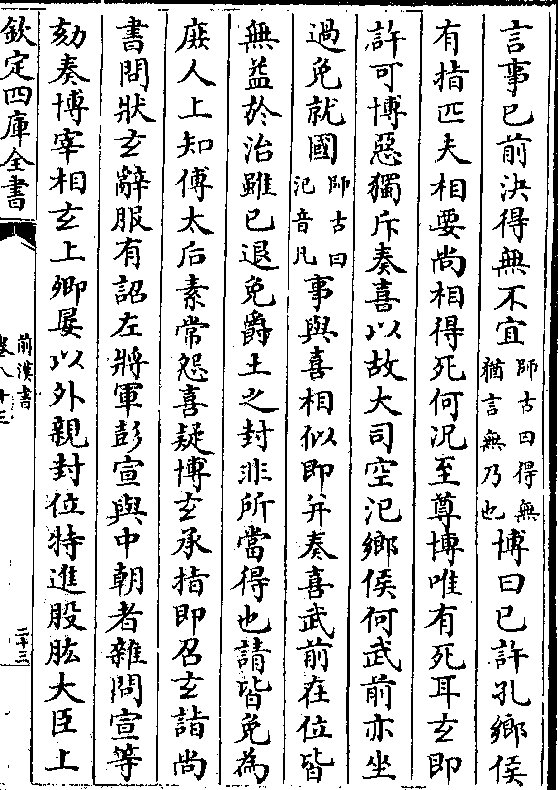 言事已前決得無不宜師古曰得無猶言無乃也博曰已許孔鄉侯
有指匹夫相要尚相得死何況至尊博唯有死耳玄即
許可博惡獨斥奏喜以故大司空氾鄉侯何武前亦坐
過免就國師古曰氾音凡事與喜相似即并奏喜武前在位皆
無益於治雖已退免爵土之封非所當得也請皆免為
庶人上知傅太后素常怨喜疑博玄承指即召玄詣尚
書問狀玄辭服有詔左將軍彭宣與中朝者雜問宣等
劾奏博宰相玄上卿晏以外親封位特進股肱大臣上
欽定四庫全書
前漢書
卷八十三
二十三